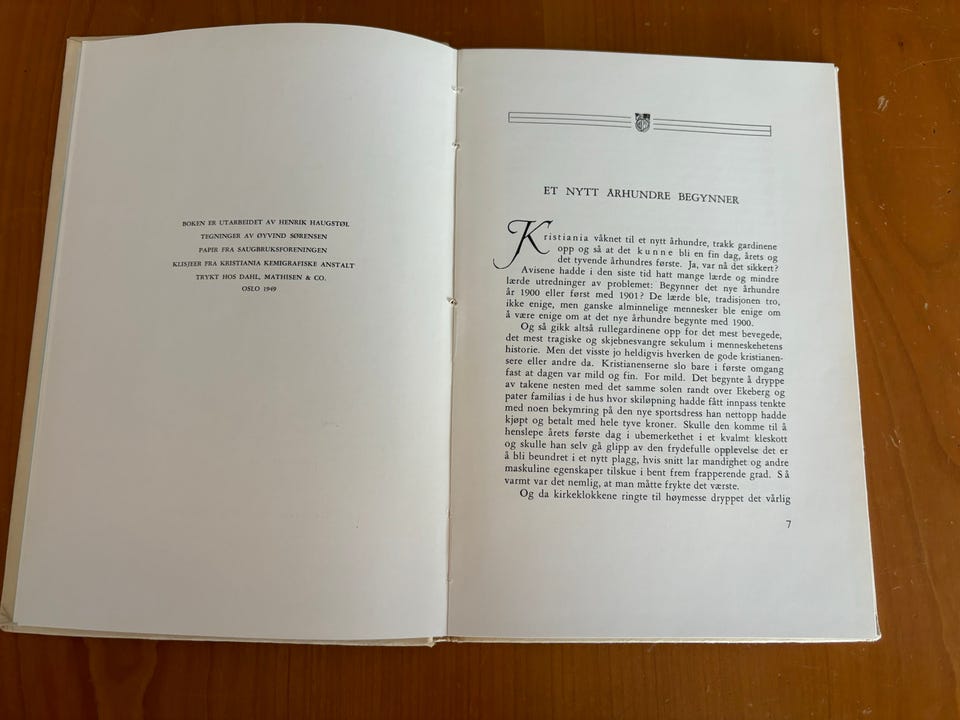 BOKEN ER UTARBEIDET AV HENRIK HAUGSTØL
TEGNINGER AV ØYVIND SØRENSEN
PAPIR FRA SAUGBRUKSFORENINGEN
KLISJEER FRA KRISTIANIA KEMIGRAFISKE ANSTALT
TRYKT HOS DAHL, MATHISEN & CO.
OSLO 1949
ET NYTT ÅRHUNDRE BEGYNNER
Kristiania våknet til et nytt århundre, trakk gardinene
opp og så at det kunne bli en fin dag, årets og
det tyvende århundres første. Ja, var nå det sikkert?
Avisene hadde i den siste tid hatt mange lærde og mindre
lærde utredninger av problemet: Begynner det nye århundre
år 1900 eller først med 1901? De lærde ble, tradisjonen tro,
ikke enige, men ganske alminnelige mennesker ble enige om
å være enige om at det nye århundre begynte med 1900.
Og så gikk altså rullegardinene opp for det mest bevegede,
det mest tragiske og skjebnesvangre sekulum i menneskehetens
historie. Men det visste jo heldigvis hverken de gode kristianen-
sere eller andre da. Kristianenserne slo bare i første omgang
fast at dagen var mild og fin. For mild. Det begynte å dryppe
av takene nesten med det samme solen randt over Ekeberg og
pater familias i de hus hvor skiløpning hadde fått innpass tenkte
med noen bekymring på den nye sportsdress han nettopp hadde
kjøpt og betalt med hele tyve kroner. Skulle den komme til å
henslepe årets første dag i ubemerkethet i et kvalmt kleskott
og skulle han selv gå glipp av den frydefulle opplevelse det er
å bli beundret i et nytt plagg, hvis snitt lar mandighet og andre
maskuline egenskaper tilskue i bent frem frapperende grad. Så
varmt var det nemlig, at man måtte frykte det værste.
Og da kirkeklokkene ringte til høymesse dryppet det vårlig
7